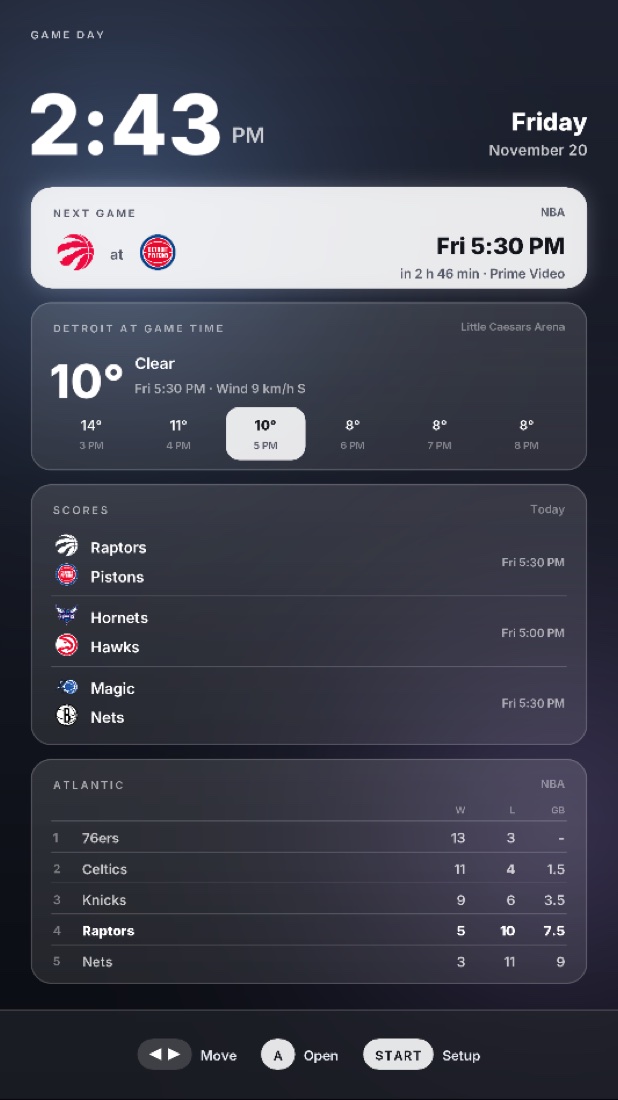 GAME DAY
2:43 PM
Friday
November 20
NEXT GAME
NBA
at
DETROIT PISTONS
Fri 5:30 PM
in 2 h 46 min · Prime Video
DETROIT AT GAME TIME
Little Caesars Arena
10°
Clear
Fri 5:30 PM · Wind 9 km/h S
14° 11° 10° 8° 8° 8°
3 PM 4 PM 5 PM 6 PM 7 PM 8 PM
SCORES
Today
Raptors
Pistons
Fri 5:30 PM
Hornets
Hawks
Fri 5:00 PM
Magic
Nets
Fri 5:30 PM
ATLANTIC
NBA
W L GB
1 76ers 13 3 -
2 Celtics 11 4 1.5
3 Knicks 9 6 3.5
4 Raptors 5 10 7.5
5 Nets 3 11 9
◀ ▶ Move A Open START Setup